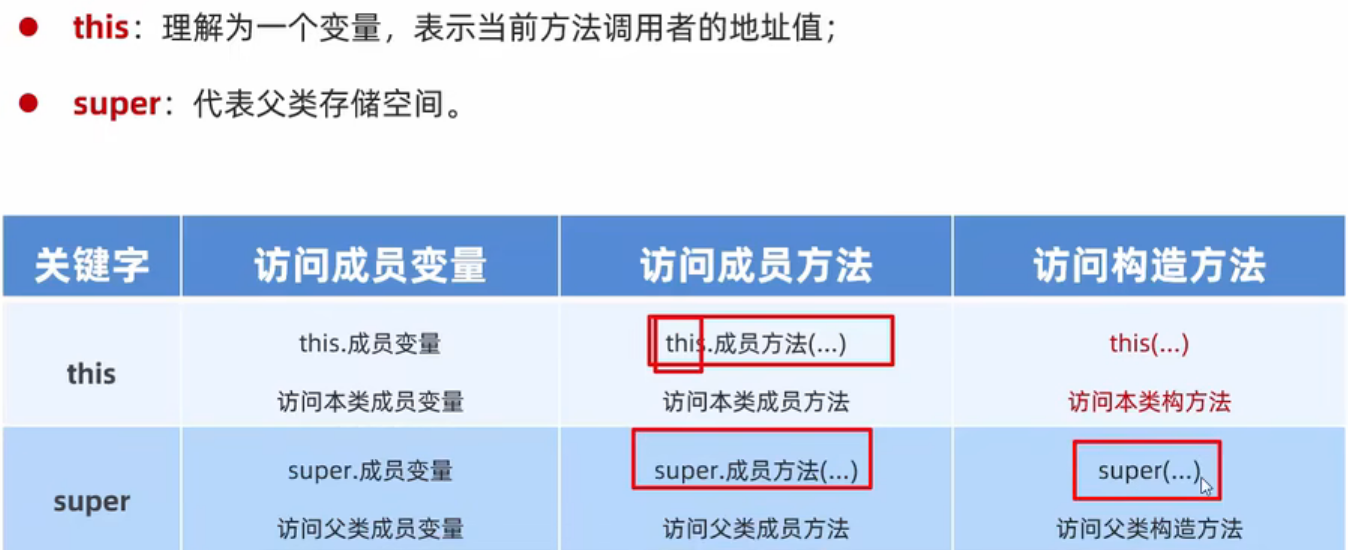 this：理解为一个变量，表示当前方法调用者的地址值；
super：代表父类存储空间。
关键字 访问成员变量 访问成员方法 访问构造方法
this
this.成员变量
访问本类成员变量
this.成员方法(...)
访问本类成员方法
this(...)
访问本类构方法
super
super.成员变量
访问父类成员变量
super.成员方法(...)
访问父类成员方法
super(...)
访问父类构造方法